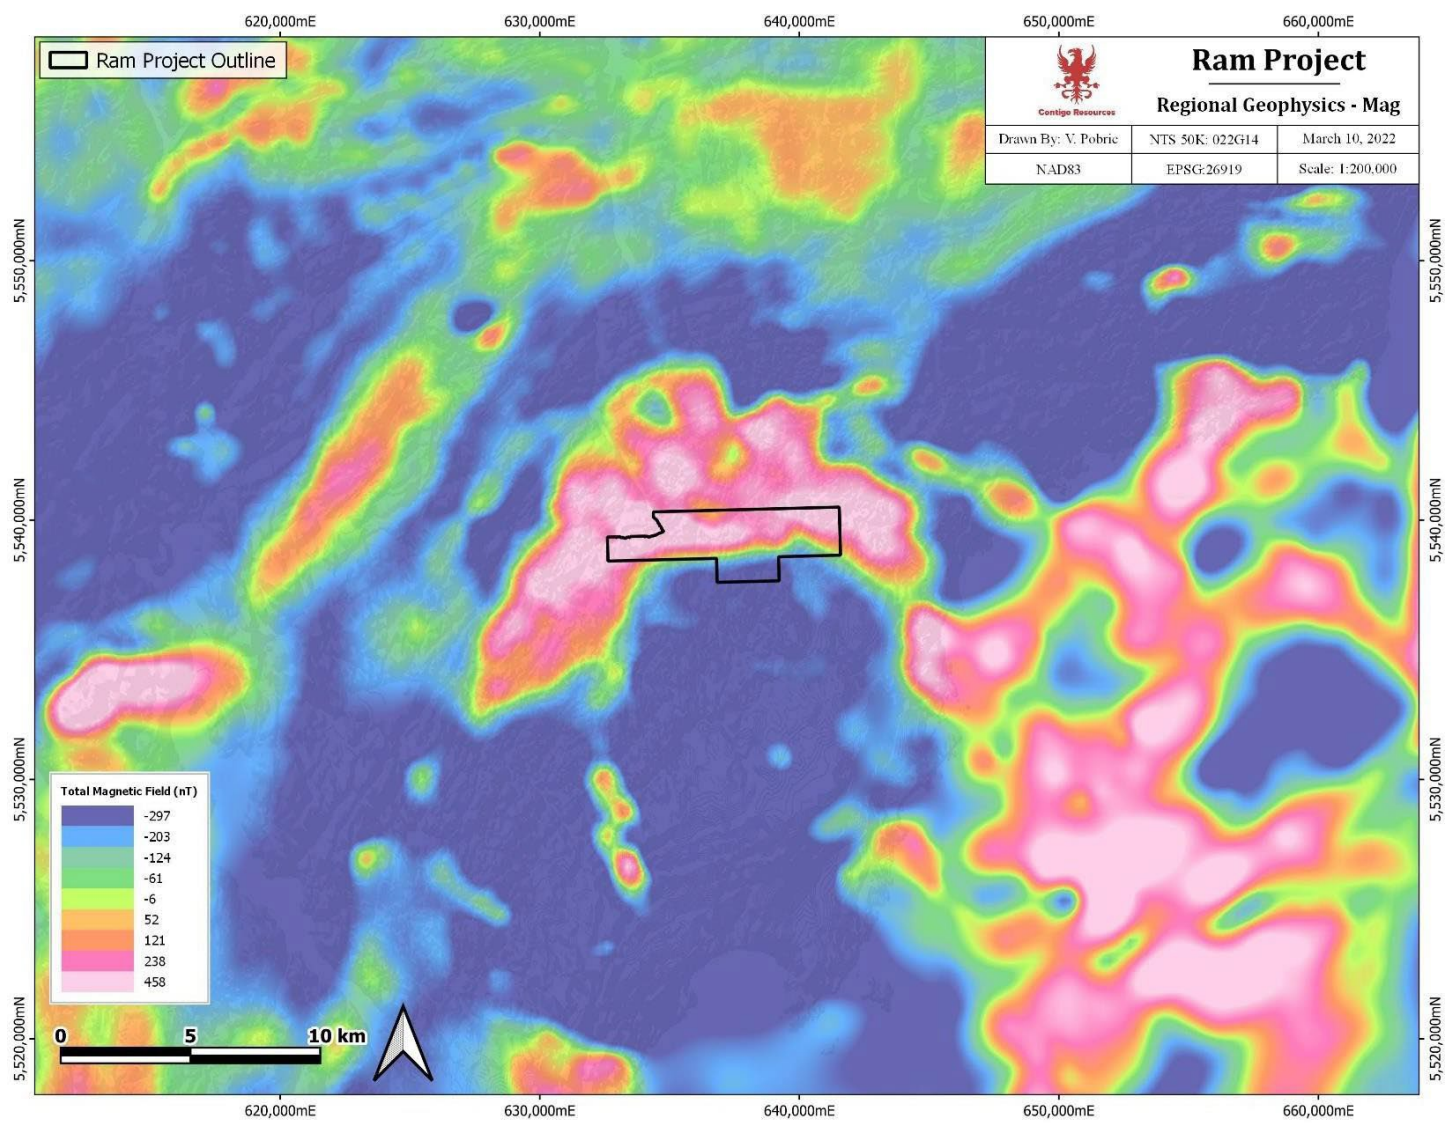 620,000mE 630,000mE 640,000mE 650,000mE 660,000mE
Ram Project Outline
Contigo Resources
Ram Project
Regional Geophysics - Mag
Drawn By: V. Pobric NTS 50K: 022G14 March 10, 2022
NAD83 EPSG:26919 Scale: 1:200,000
5,550,000mN 5,550,000mN
5,540,000mN 5,540,000mN
5,530,000mN 5,530,000mN
Total Magnetic Field (nT)
-297
-203
-124
-61
-6
52
121
238
458
0 5 10 km
5,520,000mN 5,520,000mN
620,000mE 630,000mE 640,000mE 650,000mE 660,000mE